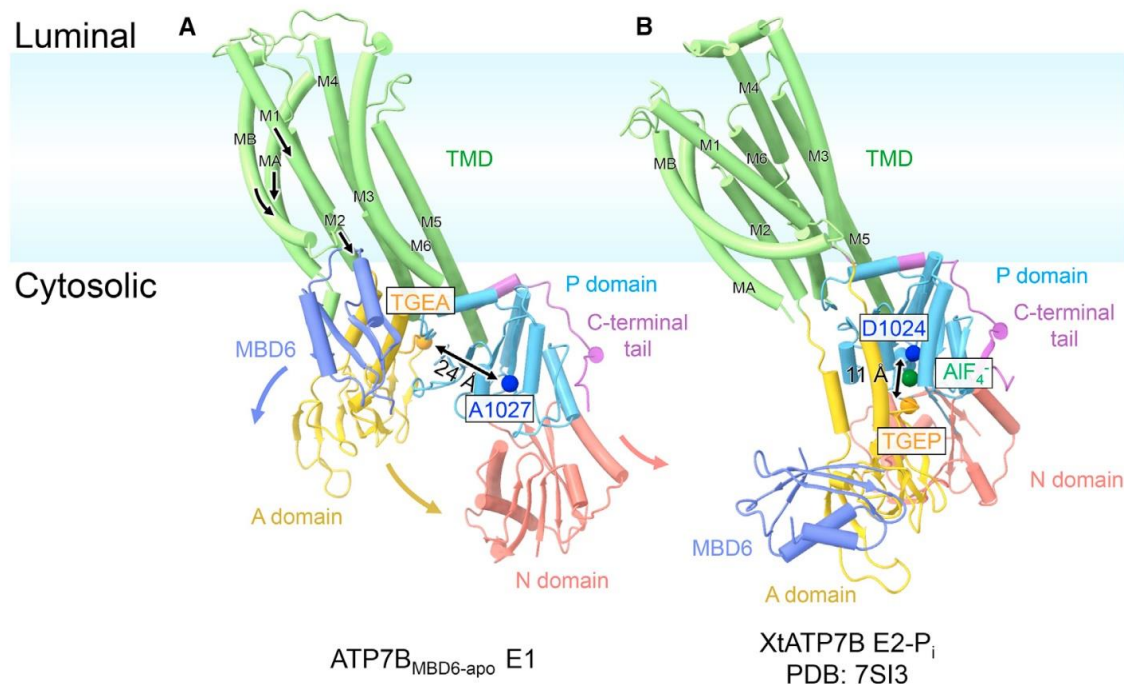 Luminal
A
B
M4
M1
MB
MA
TMD
M3
M2
M5
M6
M4
M1
MB
M6
M3
TMD
M2
M5
MA
Cytosolic
TGEA
P domain
C-terminal
tail
MBD6
24 Å
A1027
A domain
N domain
P domain
D1024
C-terminal
tail
11 Å
AlF4-
TGEP
N domain
MBD6
A domain
ATP7BMBD6-apo E1
XtATP7B E2-Pi
PDB: 7SI3